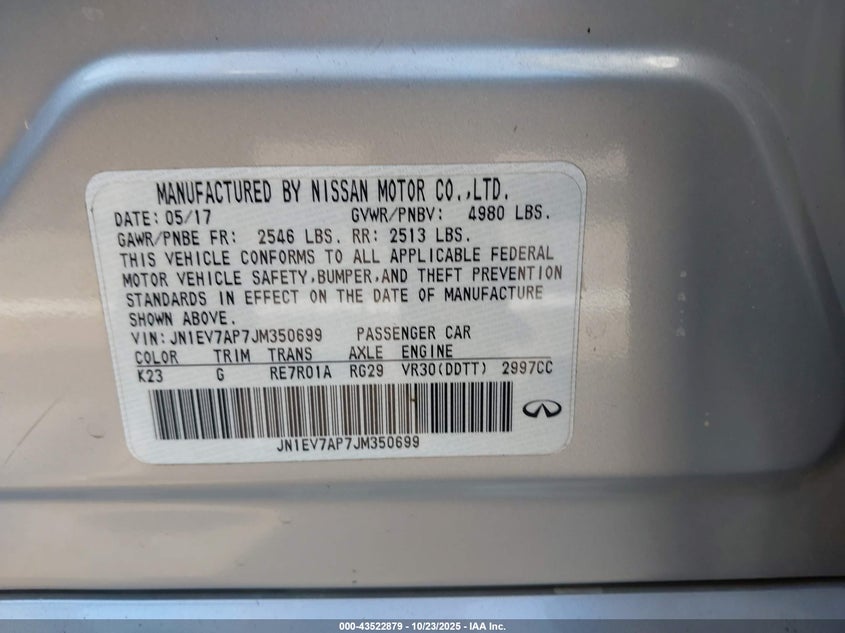 MANUFACTURED BY NISSAN MOTOR CO.,LTD.
DATE: 05/17 GVWR/PNBV: 4980 LBS.
GAWR/PNBE FR: 2546 LBS. RR: 2513 LBS.
THIS VEHICLE CONFORMS TO ALL APPLICABLE FEDERAL
MOTOR VEHICLE SAFETY,BUMPER,AND THEFT PREVENTION
STANDARDS IN EFFECT ON THE DATE OF MANUFACTURE
SHOWN ABOVE.
VIN: JN1EV7AP7JM350699 PASSENGER CAR
COLOR TRIM TRANS AXLE ENGINE
K23 G RE7R01A RG29 VR30(DDTT) 2997CC
JN1EV7AP7JM350699
000-43522879 | 10/23/2025 | IAA Inc.